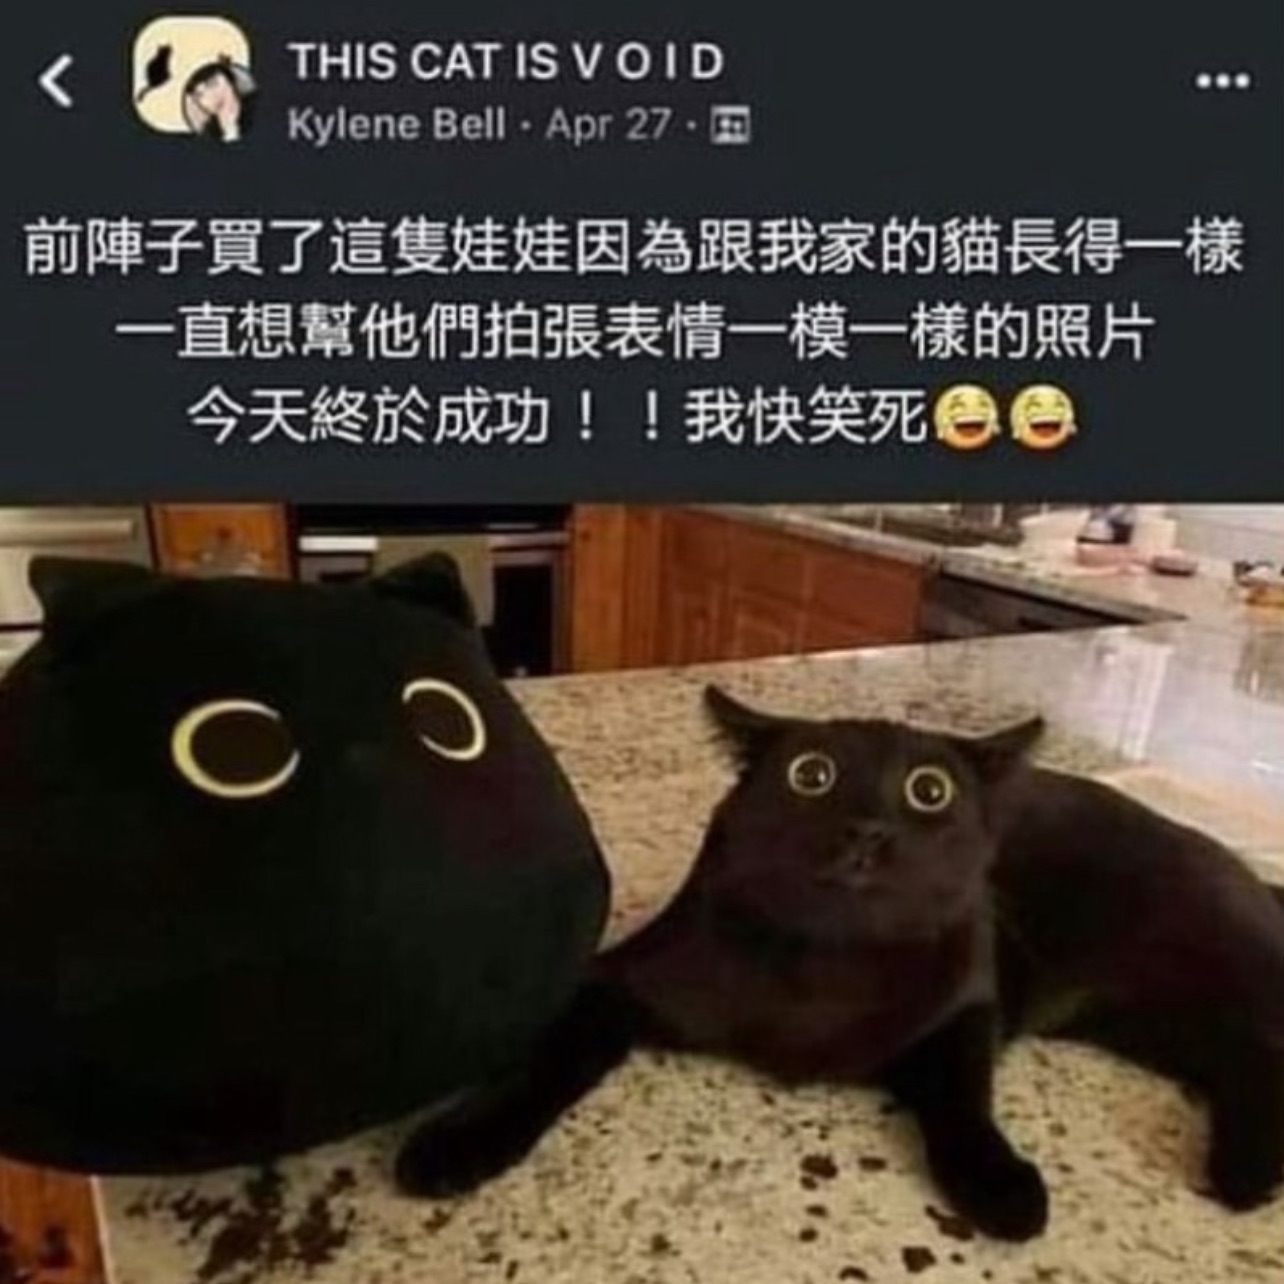 THIS CAT IS V O I D
Kylene Bell · Apr 27 ·
前陣子買了這隻娃娃因為跟我家的貓長得一樣
一直想幫他們拍張表情一模一樣的照片
今天終於成功！！我快笑死😂😂